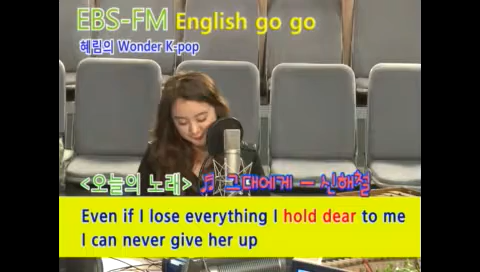 EBS-FM English go go
혜림의 Wonder K-pop
<오늘의 노래> ♬ 그대에게 – 신해철
Even if I lose everything I hold dear to me
I can never give her up